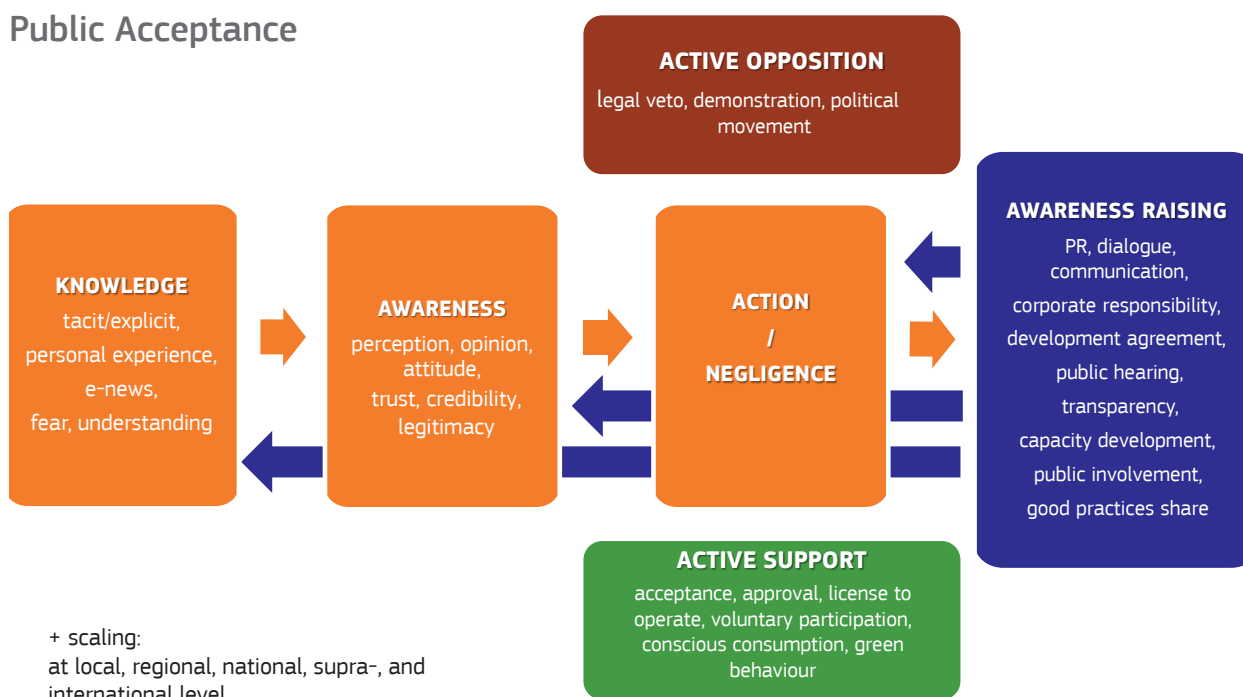 Public Acceptance
ACTIVE OPPOSITION
legal veto, demonstration, political
movement
KNOWLEDGE
tacit/explicit,
personal experience,
e-news,
fear, understanding
AWARENESS
perception, opinion,
attitude,
trust, credibility,
legitimacy
ACTION
/
NEGLIGENCE
AWARENESS RAISING
PR, dialogue,
communication,
corporate responsibility,
development agreement,
public hearing,
transparency,
capacity development,
public involvement,
good practices share
ACTIVE SUPPORT
acceptance, approval, license to
operate, voluntary participation,
conscious consumption, green
behaviour
+ scaling:
at local, regional, national, supra-, and
international level